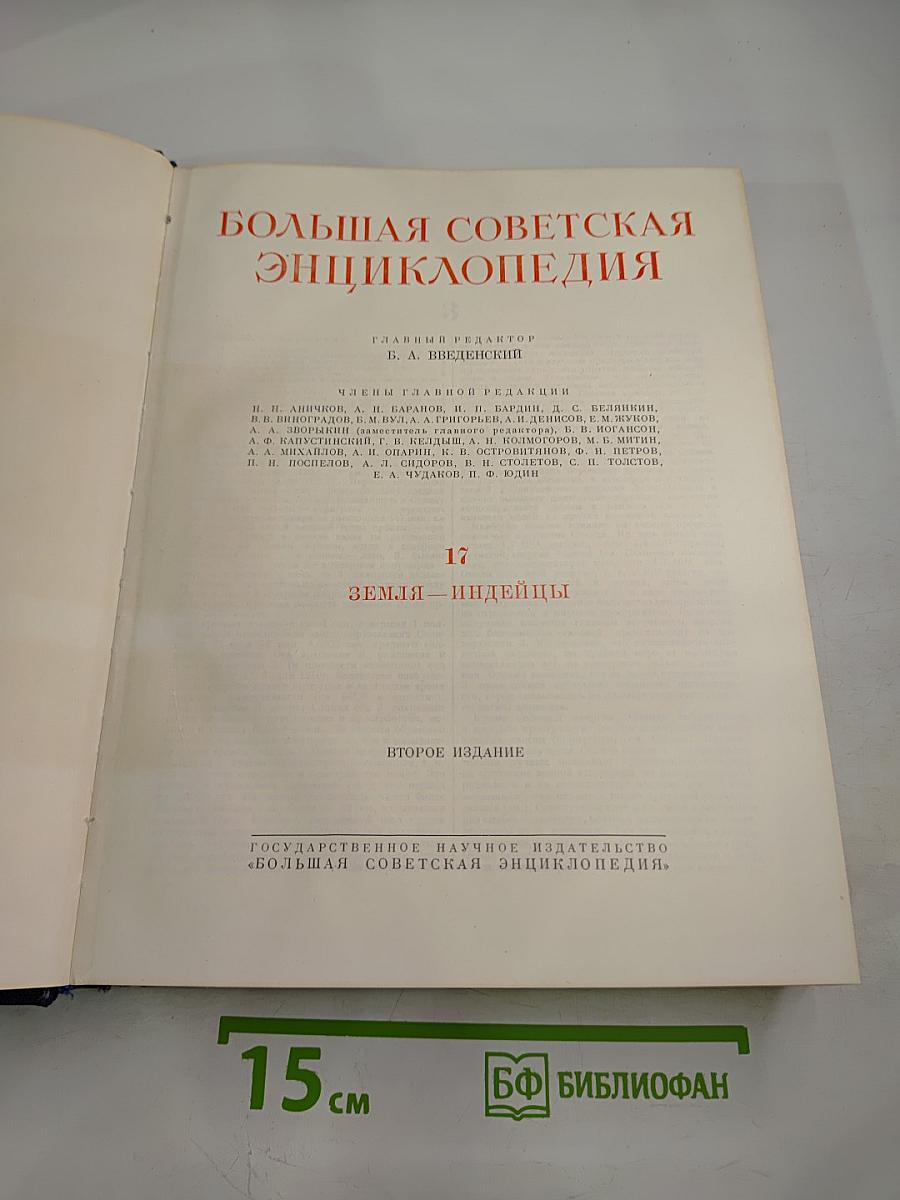 БОЛЬШАЯ СОВЕТСКАЯ
ЭНЦИКЛОПЕДИЯ
ГЛАВНЫЙ РЕДАКТОР
Б. А. ВВЕДЕНСКИЙ
ЧЛЕНЫ ГЛАВНОЙ РЕДАКЦИИ
Н. Н. АНИЧКОВ, А. Н. БАРАНОВ, И. П. БАРДИН, Д. С. БЕЛЯНКИН,
В. В. ВИНОГРАДОВ, Б. М. ВУЛ, А. А. ГРИГОРЬЕВ, А. И. ДЕНИСОВ, Е. М. ЖУКОВ,
А. А. ЗВОРЫКИН (заместитель главного редактора), Б. В. ИОГАНСОН,
А. Ф. КАПУСТИНСКИЙ, Г. В. КЕЛДЫШ, А. Н. КОЛМОГОРОВ, М. Б. МИТИН,
А. А. МИХАЙЛОВ, А. И. ОПАРИН, К. В. ОСТРОВИТЯНОВ, Ф. Н. ПЕТРОВ,
П. Н. ПОСПЕЛОВ, А. Л. СИДОРОВ, В. Н. СТОЛЕТОВ, С. П. ТОЛСТОВ,
Е. А. ЧУДАКОВ, П. Ф. ЮДИН
17
ЗЕМЛЯ — ИНДЕЙЦЫ
ВТОРОЕ ИЗДАНИЕ
ГОСУДАРСТВЕННОЕ НАУЧНОЕ ИЗДАТЕЛЬСТВО
«БОЛЬШАЯ СОВЕТСКАЯ ЭНЦИКЛОПЕДИЯ»
15 см БФ БИБЛИОФАН